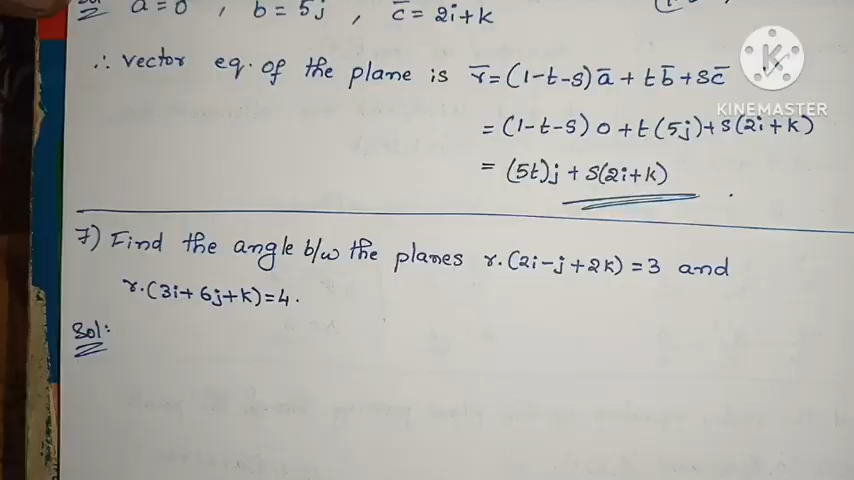 Sol a = 0 , b = 5j , c̄ = 2i+k
∴ vector eq. of the plane is r̄ = (1-t-s) ā + t b̄ + s c̄
= (1-t-s) 0 + t (5j) + s(2i+k)
= (5t)j + s(2i+k)
7) Find the angle b/w the planes r.(2i-j+2k) = 3 and
r.(3i+6j+k) = 4.
Sol:
K
KINEMASTER